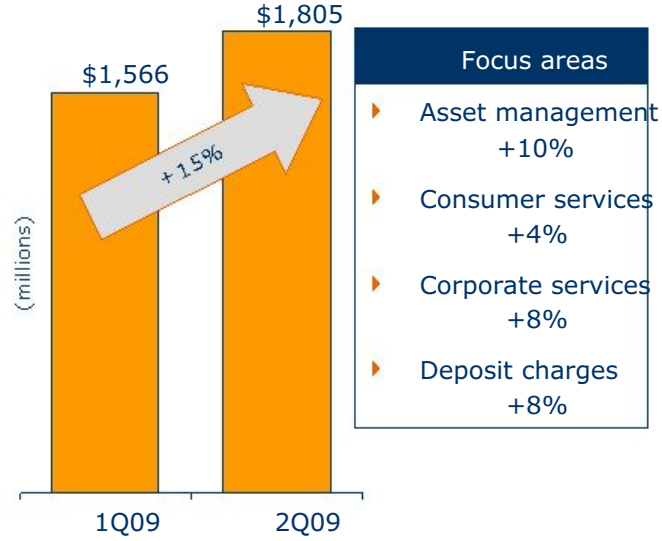 $1,805
$1,566
+15%
(millions)
1Q09
2Q09
Focus areas
Asset management
+10%
Consumer services
+4%
Corporate services
+8%
Deposit charges
+8%